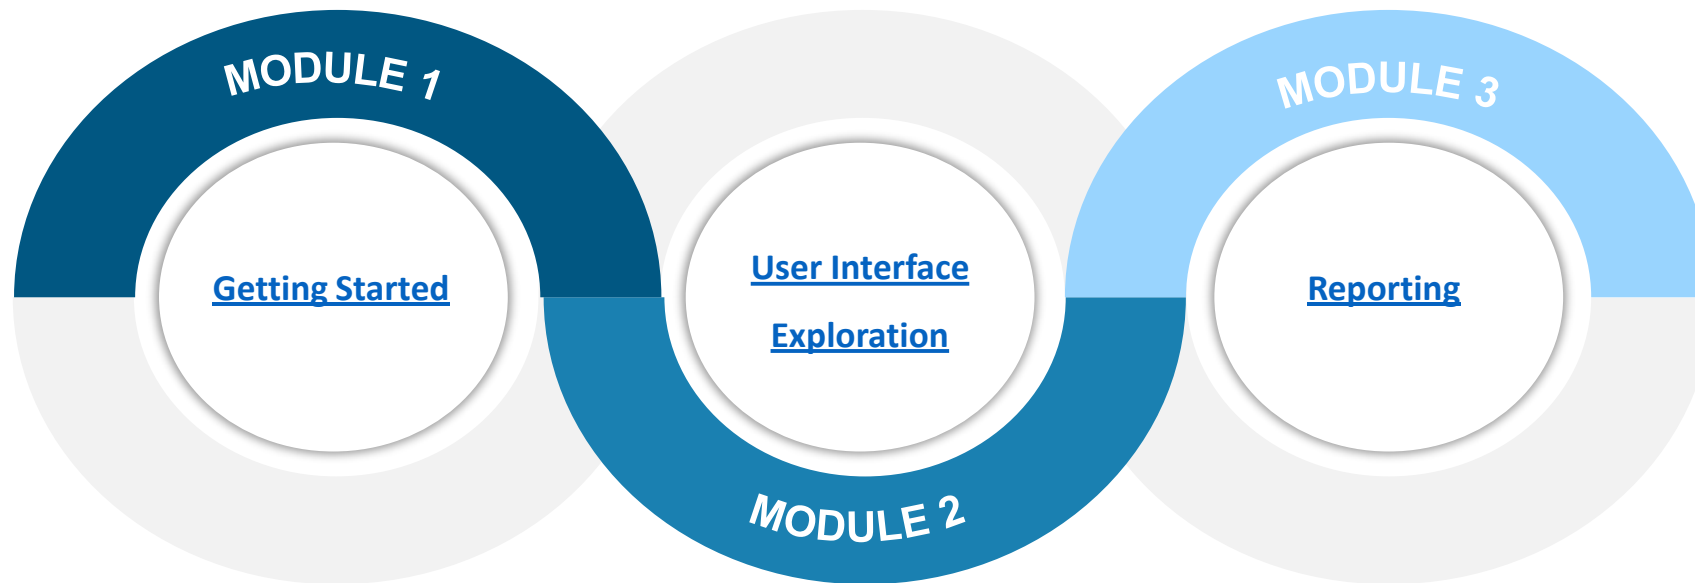 MODULE 1
Getting Started
User Interface
Exploration
MODULE 2
MODULE 3
Reporting